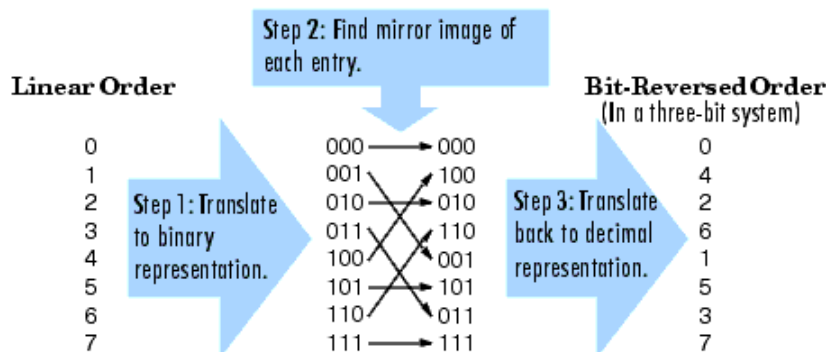 Step 2: Find mirror image of
each entry.
Linear Order
Bit-Reversed Order
(In a three-bit system)
0 000 000 0
1 001 100 4
2 010 010 2
3 011 110 6
4 100 001 1
5 101 101 5
6 110 011 3
7 111 111 7
Step 1: Translate
to binary
representation.
Step 3: Translate
back to decimal
representation.